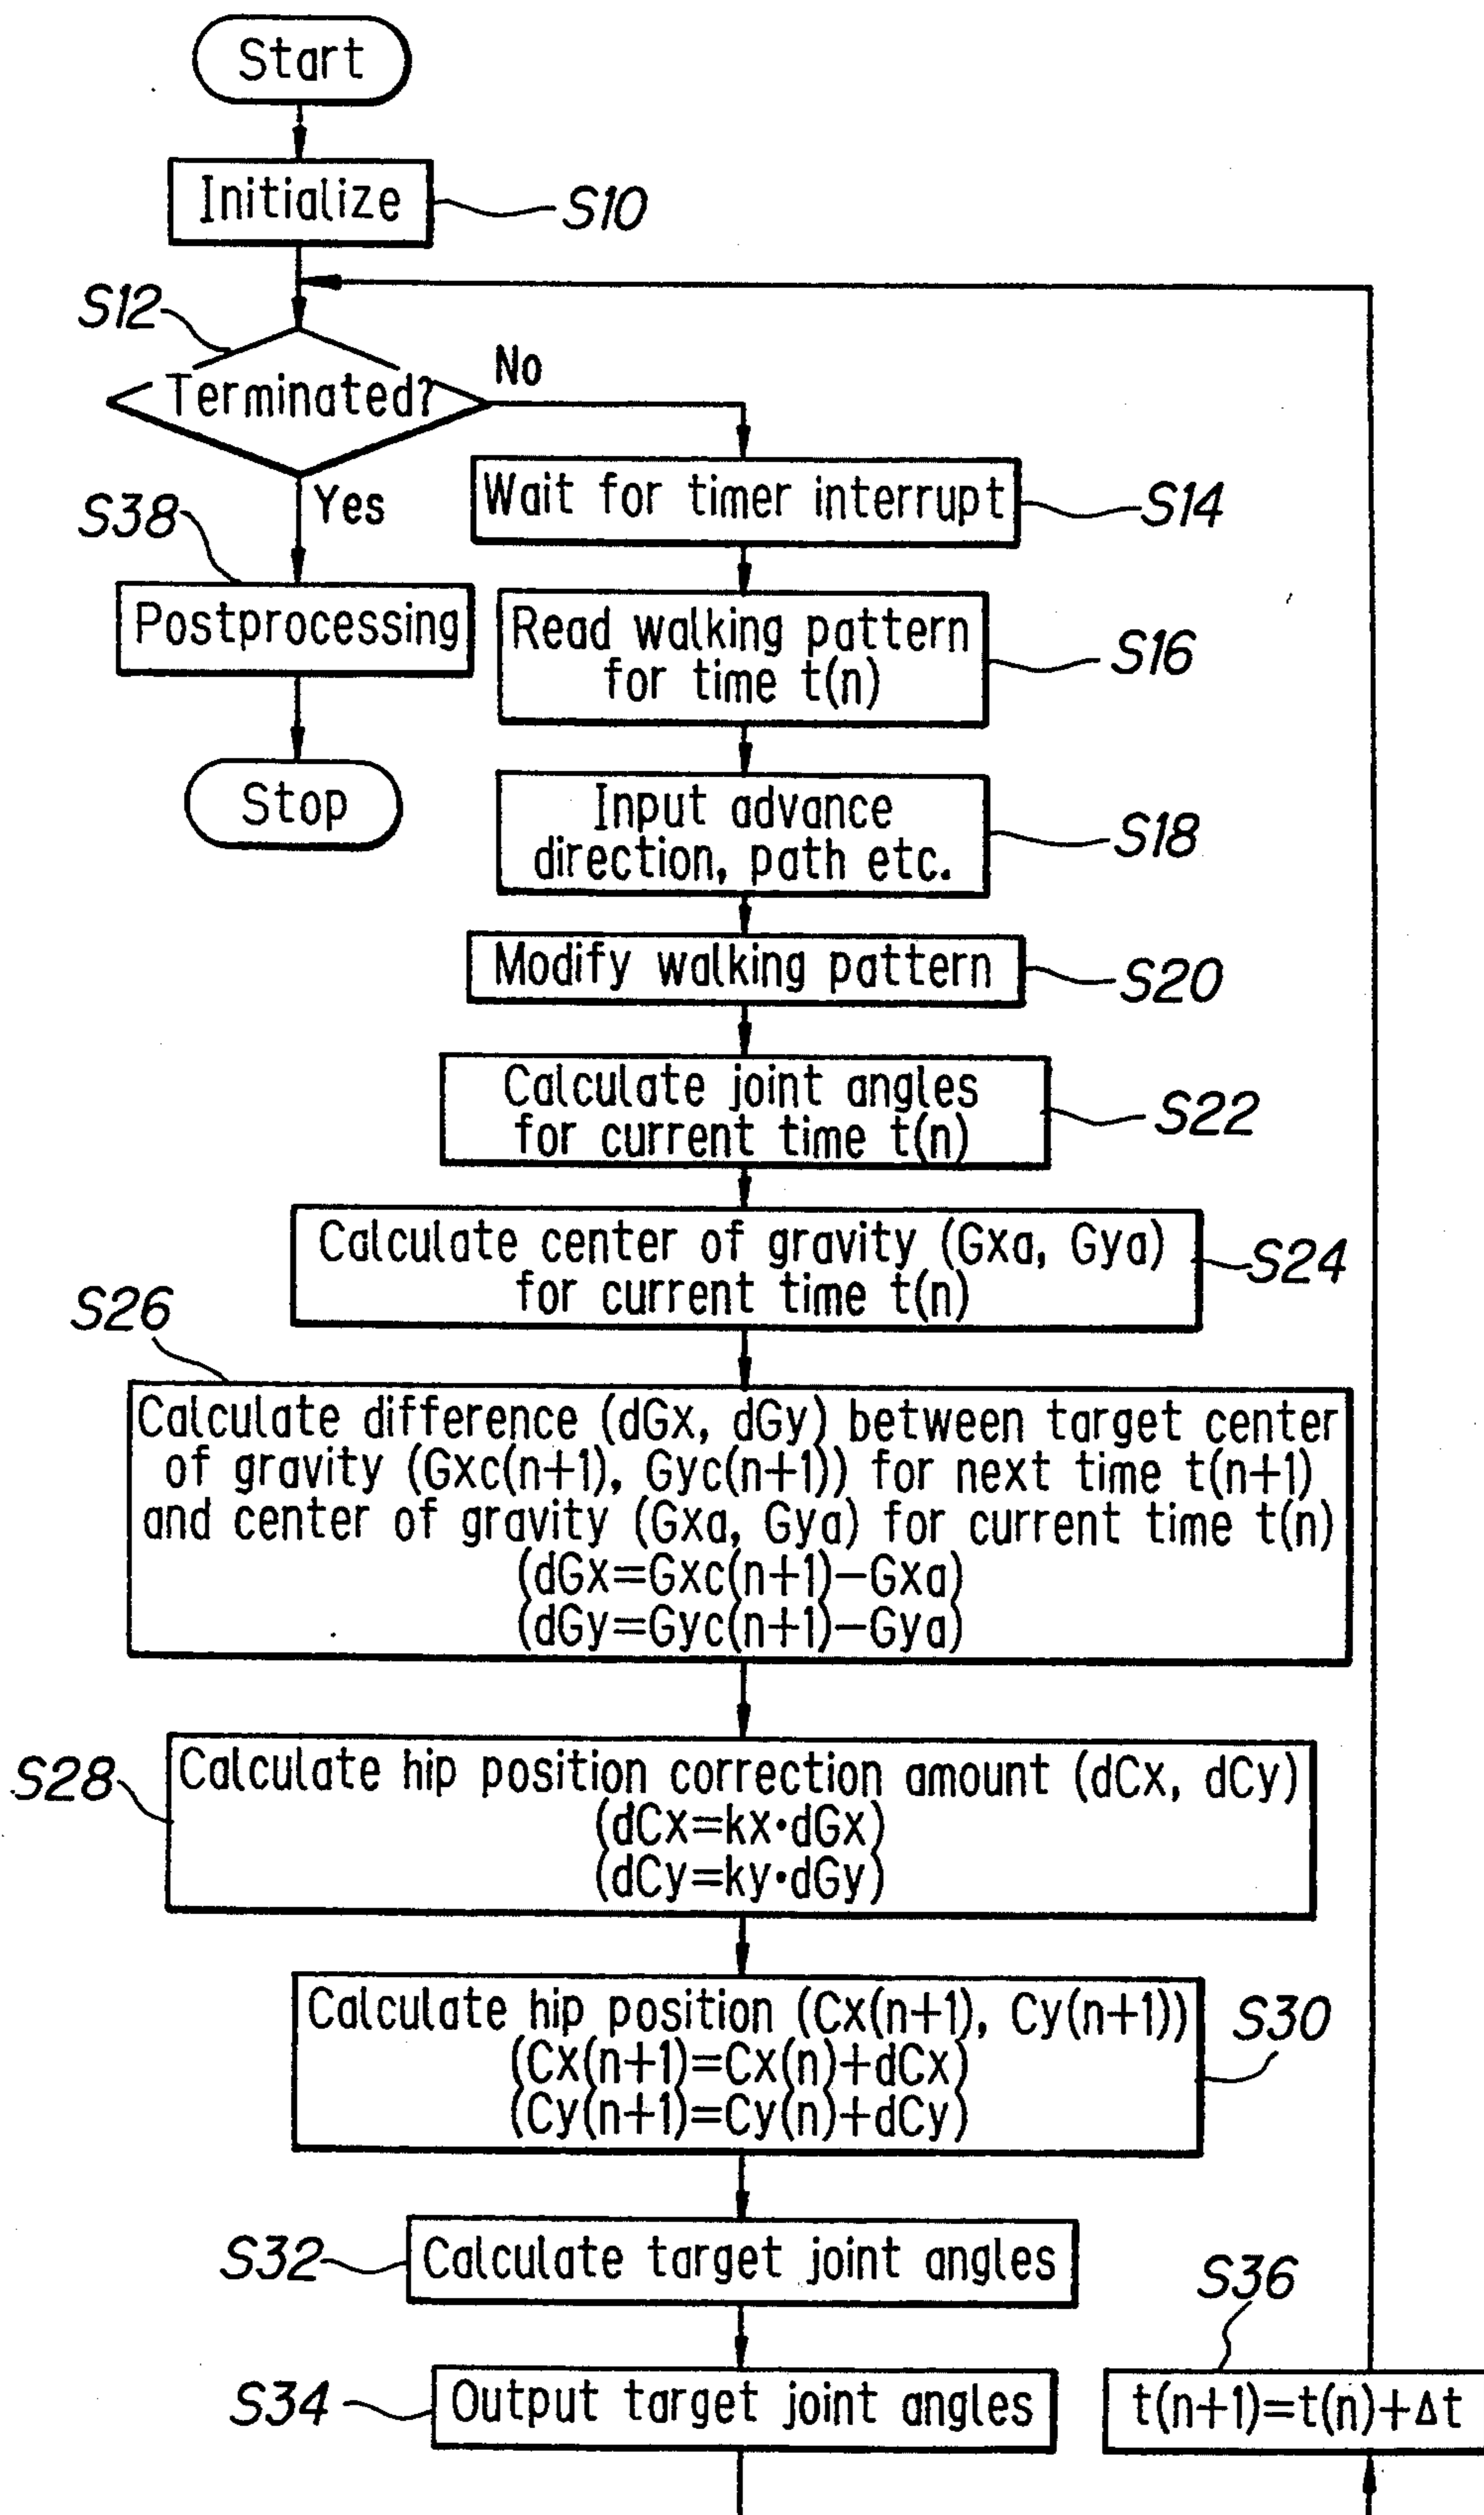 Start
Initialize
S10
S12
Terminated?
No
Yes
Wait for timer interrupt
S14
S38
Postprocessing
Read walking pattern
for time t(n)
S16
Stop
Input advance
direction, path etc.
S18
Modify walking pattern
S20
Calculate joint angles
for current time t(n)
S22
Calculate center of gravity (Gxa, Gya)
for current time t(n)
S24
S26
Calculate difference (dGx, dGy) between target center
of gravity (Gxc(n+1), Gyc(n+1)) for next time t(n+1)
and center of gravity (Gxa, Gya) for current time t(n)
(dGx=Gxc(n+1)−Gxa)
(dGy=Gyc(n+1)−Gya)
S28
Calculate hip position correction amount (dCx, dCy)
(dCx=kx•dGx)
(dCy=ky•dGy)
Calculate hip position (Cx(n+1), Cy(n+1))
(Cx(n+1)=Cx(n)+dCx)
(Cy(n+1)=Cy(n)+dCy)
S30
S32
Calculate target joint angles
S36
S34
Output target joint angles
t(n+1)=t(n)+Δt